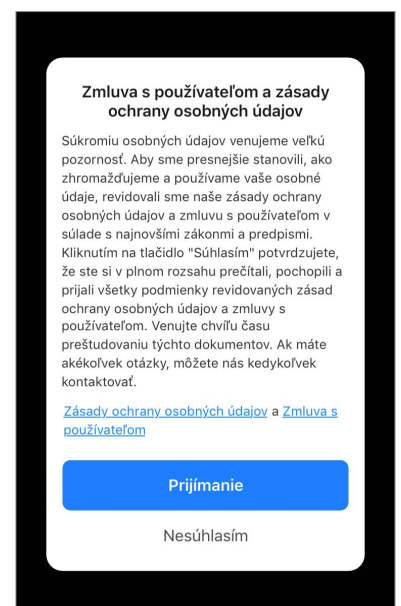 Zmluva s používateľom a zásady
ochrany osobných údajov
Súkromiu osobných údajov venujeme veľkú
pozornosť. Aby sme presnejšie stanovili, ako
zhromažďujeme a používame vaše osobné
údaje, revidovali sme naše zásady ochrany
osobných údajov a zmluvu s používateľom v
súlade s najnovšími zákonmi a predpismi.
Kliknutím na tlačidlo "Súhlasím" potvrdzujete,
že ste si v plnom rozsahu prečítali, pochopili a
prijali všetky podmienky revidovaných zásad
ochrany osobných údajov a zmluvy s
používateľom. Venujte chvíľu času
preštudovaniu týchto dokumentov. Ak máte
akékoľvek otázky, môžete nás kedykoľvek
kontaktovať.
Zásady ochrany osobných údajov a Zmluva s
používateľom
Prijímanie
Nesúhlasím